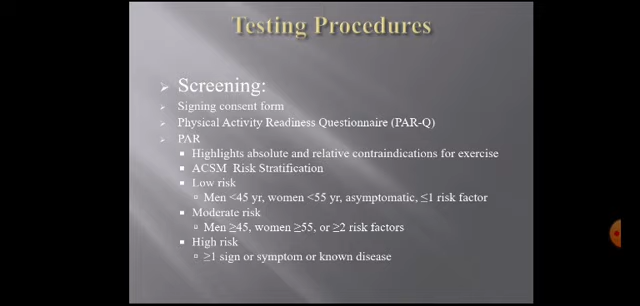 Testing Procedures
Screening:
Signing consent form
Physical Activity Readiness Questionnaire (PAR-Q)
PAR
Highlights absolute and relative contraindications for exercise
ACSM Risk Stratification
Low risk
Men <45 yr, women <55 yr, asymptomatic, ≤1 risk factor
Moderate risk
Men ≥45, women ≥55, or ≥2 risk factors
High risk
≥1 sign or symptom or known disease